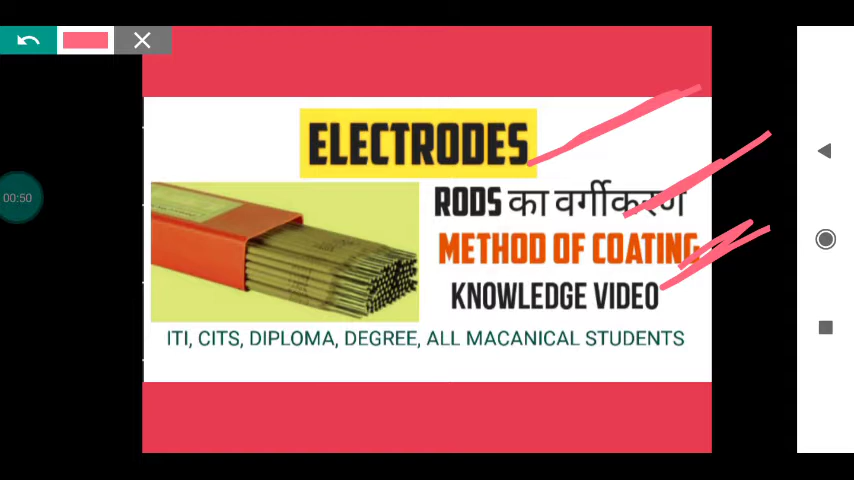 ELECTRODES
RODS का वर्गीकरण
METHOD OF COATING
KNOWLEDGE VIDEO
ITI, CITS, DIPLOMA, DEGREE, ALL MACANICAL STUDENTS
00:50